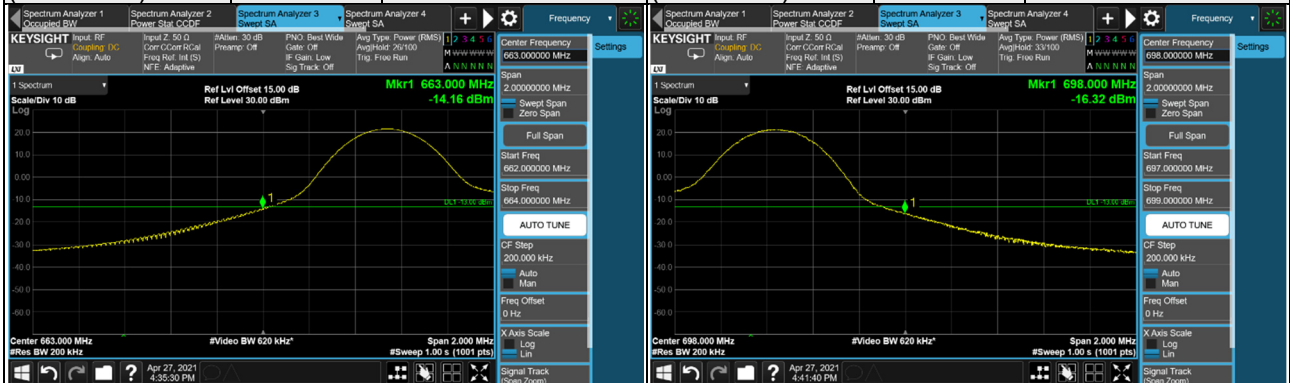 Spectrum Analyzer 1
Occupied BW
Spectrum Analyzer 2
Power Stat CCDF
Spectrum Analyzer 3
Swept SA
Spectrum Analyzer 4
Swept SA
Frequency
KEYSIGHT
Input: RF
Coupling: DC
Align: Auto
Input Z: 50 Ω
Corr CCorr RCal
Freq Ref: Int (S)
NFE: Adaptive
#Atten: 30 dB
Preamp: Off
PNO: Best Wide
Gate: Off
IF Gain: Low
Sig Track: Off
Avg Type: Power (RMS)
Avg|Hold: 26/100
Trig: Free Run
1 2 3 4 5 6
M W W W W W
A N N N N N
LXI
1 Spectrum
Scale/Div 10 dB
Log
Ref Lvl Offset 15.00 dB
Ref Level 30.00 dBm
Mkr1 663.000 MHz
-14.16 dBm
20.0
10.0
0.00
-10.0
-20.0
-30.0
-40.0
-50.0
-60.0
1
DL1 -13.00 dBm
Center 663.000 MHz
#Res BW 200 kHz
#Video BW 620 kHz*
Span 2.000 MHz
#Sweep 1.00 s (1001 pts)
Apr 27, 2021
4:35:30 PM
Center Frequency
663.000000 MHz
Settings
Span
2.00000000 MHz
Swept Span
Zero Span
Full Span
Start Freq
662.000000 MHz
Stop Freq
664.000000 MHz
AUTO TUNE
CF Step
200.000 kHz
Auto
Man
Freq Offset
0 Hz
X Axis Scale
Log
Lin
Signal Track
(Span Zoom)
Spectrum Analyzer 1
Occupied BW
Spectrum Analyzer 2
Power Stat CCDF
Spectrum Analyzer 3
Swept SA
Spectrum Analyzer 4
Swept SA
Frequency
KEYSIGHT
Input: RF
Coupling: DC
Align: Auto
Input Z: 50 Ω
Corr CCorr RCal
Freq Ref: Int (S)
NFE: Adaptive
#Atten: 30 dB
Preamp: Off
PNO: Best Wide
Gate: Off
IF Gain: Low
Sig Track: Off
Avg Type: Power (RMS)
Avg|Hold: 33/100
Trig: Free Run
1 2 3 4 5 6
M W W W W W
A N N N N N
LXI
1 Spectrum
Scale/Div 10 dB
Log
Ref Lvl Offset 15.00 dB
Ref Level 30.00 dBm
Mkr1 698.000 MHz
-16.32 dBm
20.0
10.0
0.00
-10.0
-20.0
-30.0
-40.0
-50.0
-60.0
1
DL1 -13.00 dBm
Center 698.000 MHz
#Res BW 200 kHz
#Video BW 620 kHz*
Span 2.000 MHz
#Sweep 1.00 s (1001 pts)
Apr 27, 2021
4:41:40 PM
Center Frequency
698.000000 MHz
Settings
Span
2.00000000 MHz
Swept Span
Zero Span
Full Span
Start Freq
697.000000 MHz
Stop Freq
699.000000 MHz
AUTO TUNE
CF Step
200.000 kHz
Auto
Man
Freq Offset
0 Hz
X Axis Scale
Log
Lin
Signal Track
(Span Zoom)